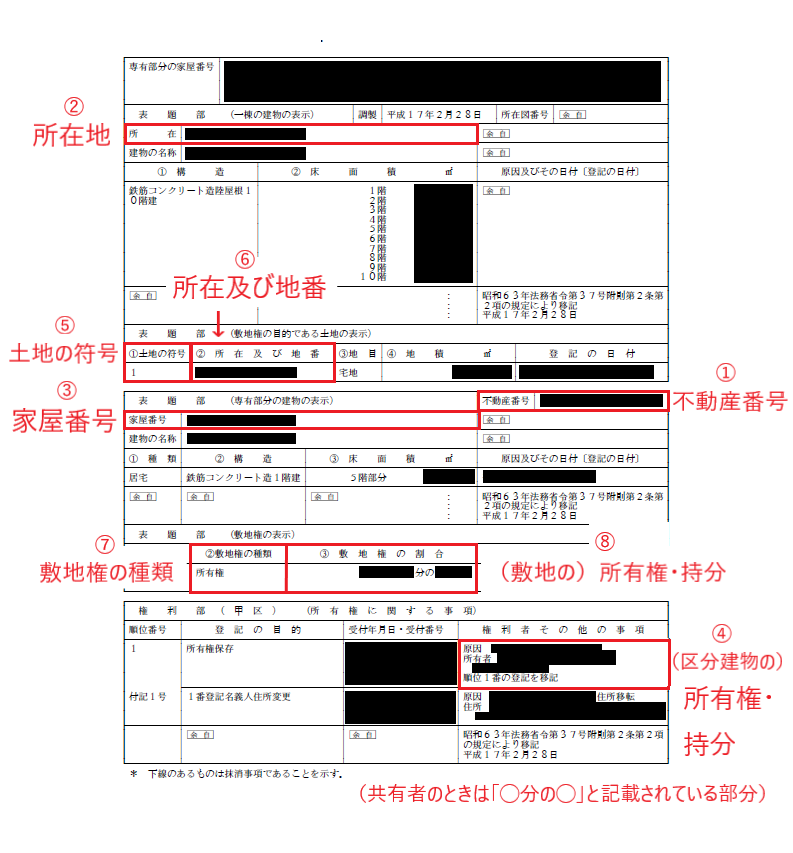 専有部分の家屋番号
表 題 部 (一棟の建物の表示) 調製 平成17年2月28日 所在図番号 余 白
②
所在地
所 在 余 白
建物の名称 余 白
① 構 造 ② 床 面 積 ㎡ 原因及びその日付〔登記の日付〕
鉄筋コンクリート造陸屋根1 1階 余 白
0階建 2階
3階
4階
5階
6階
7階
8階
9階
10階
⑥
所在及び地番
↓
余 白 : 昭和63年法務省令第37号附則第2条第
: 2項の規定により移記
: 平成17年2月28日
⑤
土地の符号
表 題 部 (敷地権の目的である土地の表示)
①土地の符号 ② 所 在 及 び 地 番 ③地 目 ④ 地 積 ㎡ 登 記 の 日 付
1 宅地
③
家屋番号
①
不動産番号
表 題 部 (専有部分の建物の表示) 不動産番号
家屋番号 余 白
建物の名称 余 白
① 種 類 ② 構 造 ③ 床 面 積 ㎡ 原因及びその日付〔登記の日付〕
居宅 鉄筋コンクリート造1階建 5階部分
余 白 余 白 余 白 : 昭和63年法務省令第37号附則第2条第
: 2項の規定により移記
: 平成17年2月28日
表 題 部 (敷地権の表示)
⑦
敷地権の種類
②敷地権の種類 ③ 敷 地 権 の 割 合
所有権 分の
⑧
(敷地の) 所有権・持分
権 利 部 ( 甲 区 ) (所 有 権 に 関 す る 事 項)
順位番号 登 記 の 目 的 受付年月日・受付番号 権 利 者 そ の 他 の 事 項
1 所有権保存 原因
所有者
順位1番の登記を移記
④
(区分建物の)
所有権・
持分
付記1号 1番登記名義人住所変更 原因 住所移転
住所
余 白 余 白 昭和63年法務省令第37号附則第2条第2項
の規定により移記
平成17年2月28日
* 下線のあるものは抹消事項であることを示す。
(共有者のときは「○分の○」と記載されている部分)